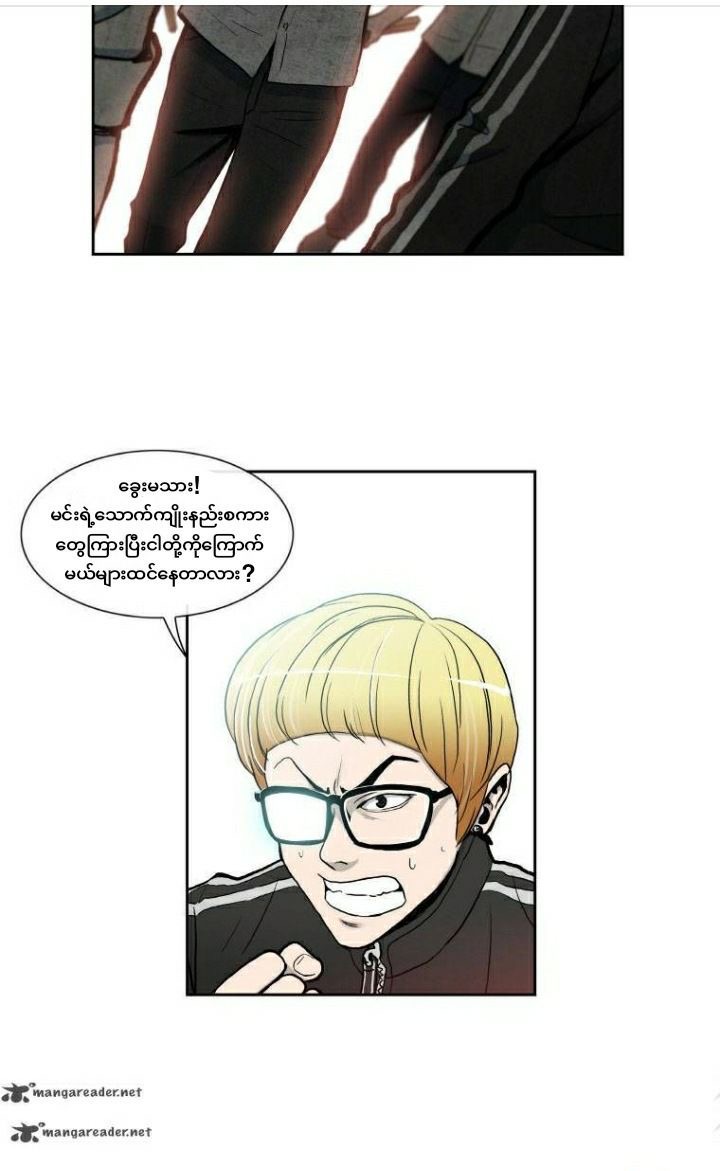 ခွေးမသား!
မင်းရဲ့သောက်ကျိုးနည်းစကား
တွေကြားပြီးငါတို့ကိုကြောက်
မယ်များထင်နေတာလား?
mangareader.net
mangareader.net